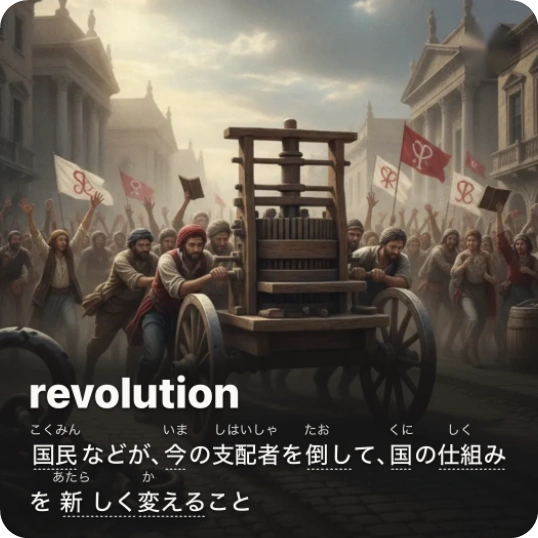 revolution
こくみん いま しはいしゃ たお くに しく
国民などが、今の支配者を倒して、国の仕組み
あたら か
を新しく変えること